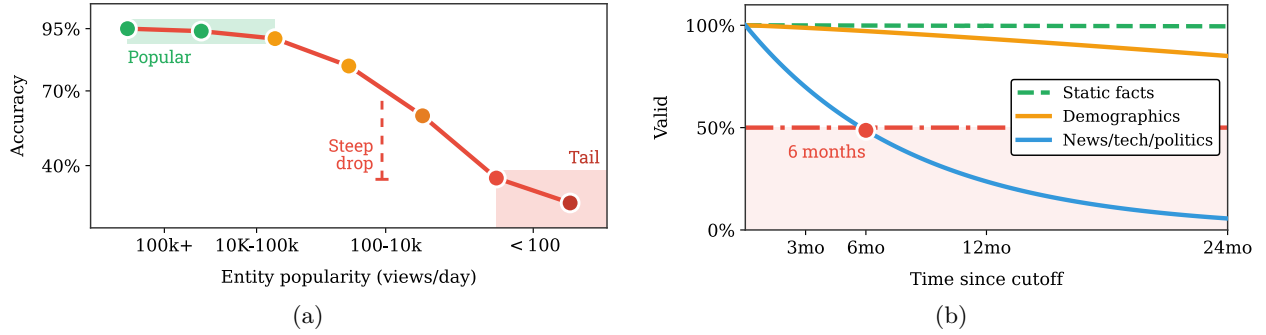 95%
70%
40%
Accuracy
Popular
Steep
drop
Tail
100k+
10K-100k
100-10k
< 100
Entity popularity (views/day)
(a)
100%
50%
0%
Valid
Static facts
Demographics
News/tech/politics
6 months
3mo
6mo
12mo
24mo
Time since cutoff
(b)